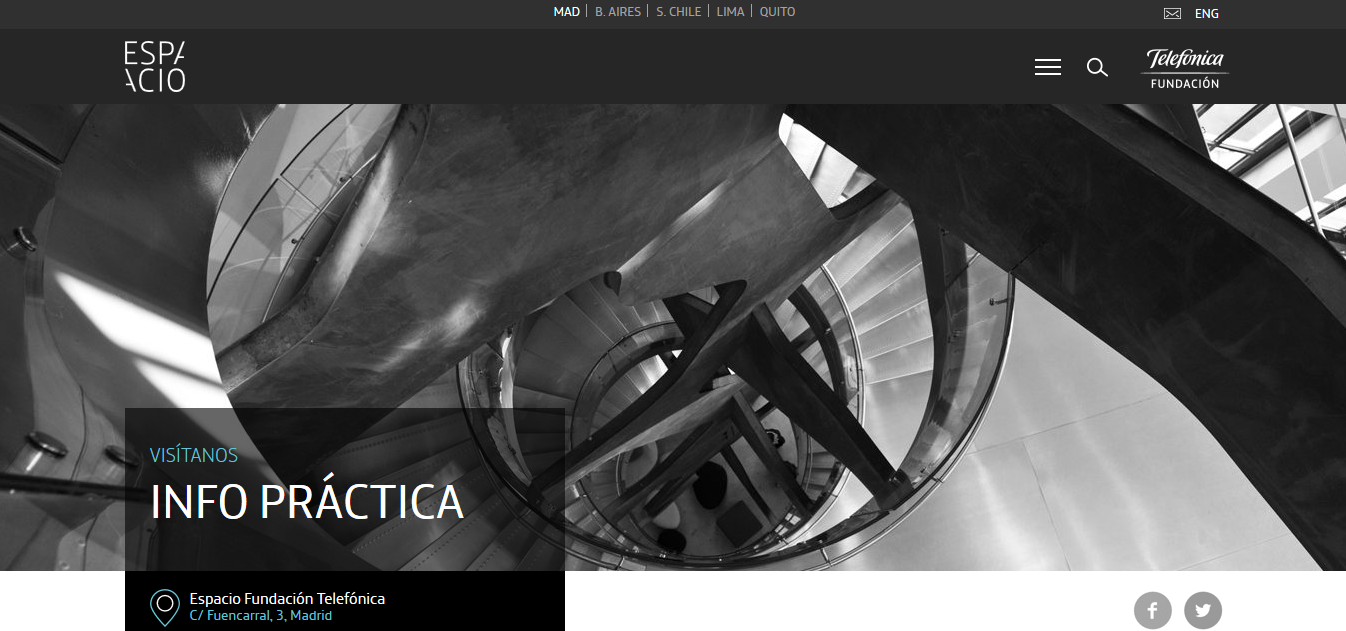 MAD B. AIRES S. CHILE LIMA QUITO
ENG
ESPA
ACIO
Telefónica
FUNDACIÓN
VISÍTANOS
INFO PRÁCTICA
Espacio Fundación Telefónica
C/ Fuencarral, 3, Madrid